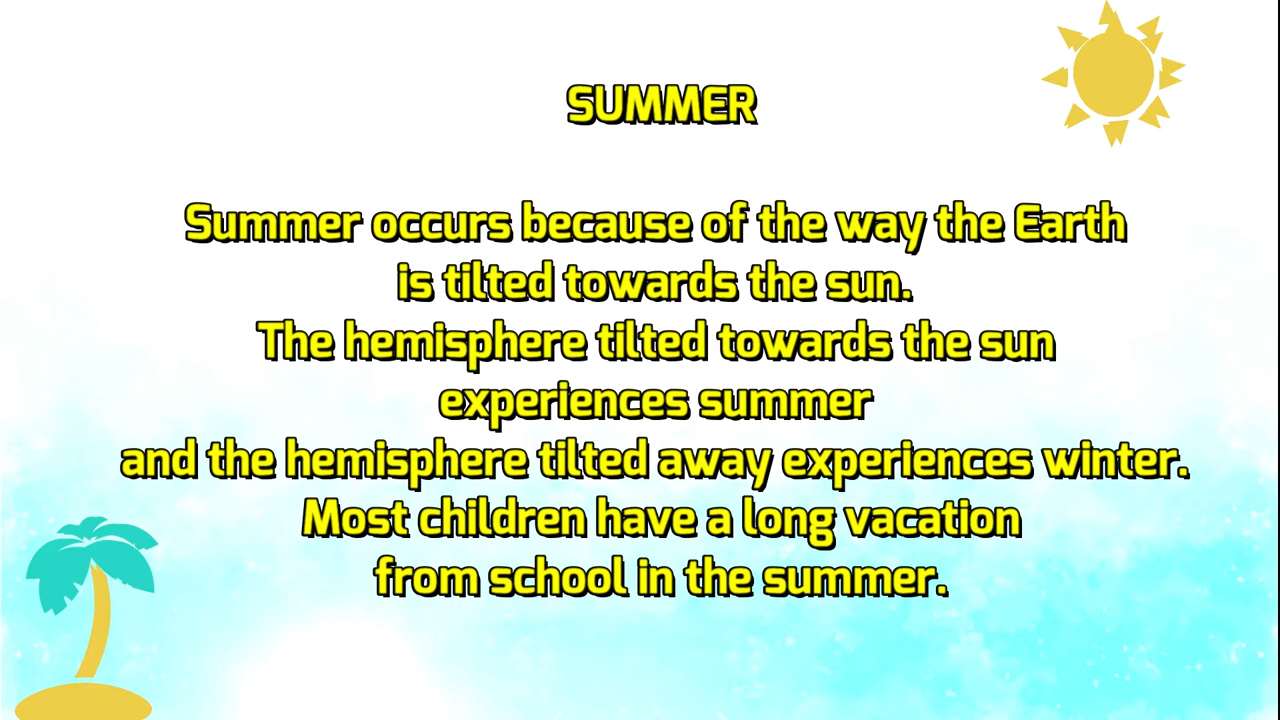 SUMMER
Summer occurs because of the way the Earth
is tilted towards the sun.
The hemisphere tilted towards the sun
experiences summer
and the hemisphere tilted away experiences winter.
Most children have a long vacation
from school in the summer.